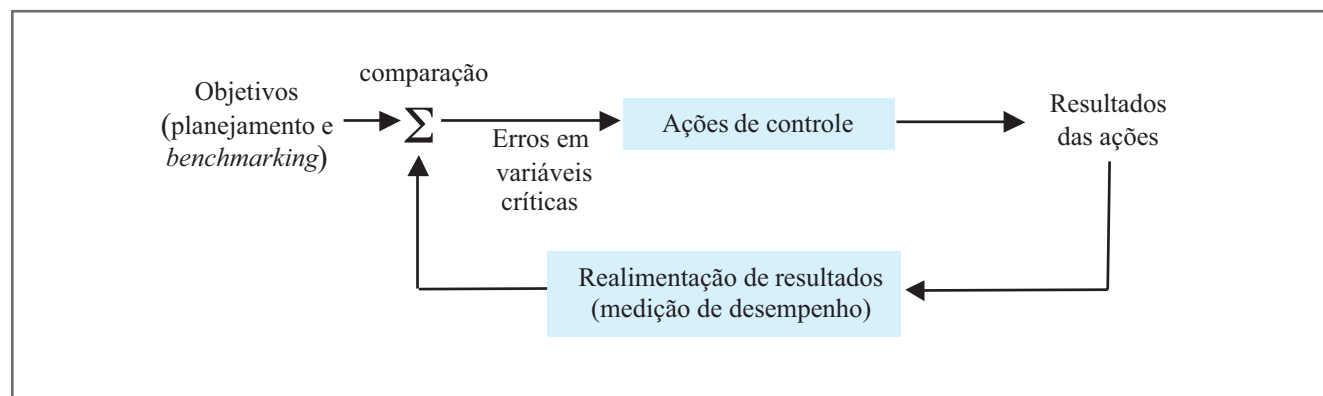 comparação
Objetivos
(planejamento e
benchmarking)
Σ
Erros em
variáveis
críticas
Ações de controle
Resultados
das ações
Realimentação de resultados
(medição de desempenho)